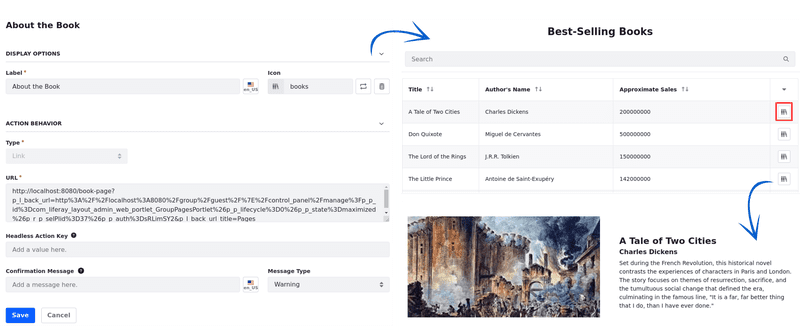 About the Book
DISPLAY OPTIONS
Label *
Icon
About the Book
en_US
books
ACTION BEHAVIOR
Type *
Link
URL *
http://localhost:8080/book-page?
p_l_back_url=http%3A%2F%2Flocalhost%3A8080%2Fgroup%2Fguest%2F%7E%2Fcontrol_panel%2Fmanage%3Fp_p_
id%3Dcom_liferay_layout_admin_web_portlet_GroupPagesPortlet%26p_p_lifecycle%3D0%26p_p_state%3Dmaximized
%26p_r_p_selPlid%3D37%26p_p_auth%3DsRLimSY2&p_l_back_url_title=Pages
Headless Action Key
Add a value here.
Confirmation Message
Message Type
Add a message here.
en_US
Warning
Save
Cancel
Best-Selling Books
Search
Title
Author's Name
Approximate Sales
A Tale of Two Cities
Charles Dickens
200000000
Don Quixote
Miguel de Cervantes
500000000
The Lord of the Rings
J.R.R. Tolkien
150000000
The Little Prince
Antoine de Saint-Exupéry
142000000
A Tale of Two Cities
Charles Dickens
Set during the French Revolution, this historical novel
contrasts the experiences of characters in Paris and London.
The story focuses on themes of resurrection, sacrifice, and
the tumultuous social change that defined the era,
culminating in the famous line, "It is a far, far better thing
that I do, than I have ever done."